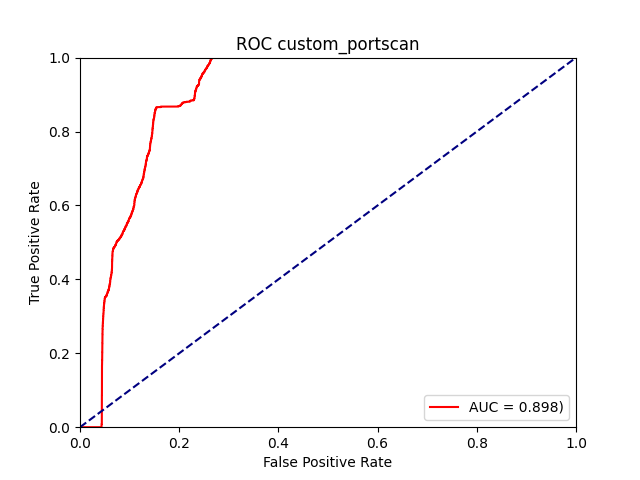 ROC custom_portscan
1.0
0.8
0.6
0.4
0.2
0.0
True Positive Rate
AUC = 0.898)
0.0 0.2 0.4 0.6 0.8 1.0
False Positive Rate